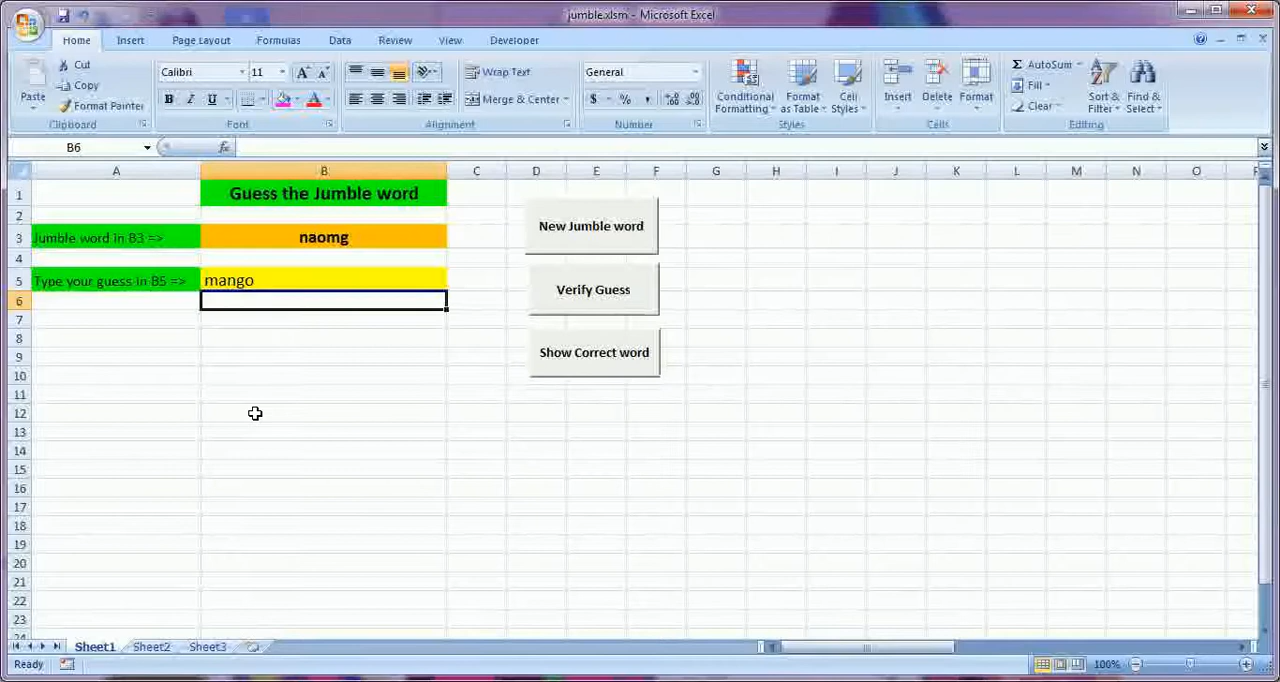 jumble.xlsm - Microsoft Excel
Home Insert Page Layout Formulas Data Review View Developer
Paste
Cut
Copy
Format Painter
Clipboard
Calibri 11
B I U
Font
Wrap Text
Merge & Center
Alignment
General
$ % ,
Number
Conditional Formatting
Format as Table
Cell Styles
Styles
Insert Delete Format
Cells
Σ AutoSum
Fill
Clear
Sort & Filter
Find & Select
Editing
B6 fx
A B C D E F G H I J K L M N O
1 Guess the Jumble word
2
3 Jumble word in B3 => naomg
4
5 Type your guess in B5 => mango
6
7
8
9
10
11
12
13
14
15
16
17
18
19
20
21
22
23
New Jumble word
Verify Guess
Show Correct word
Sheet1 Sheet2 Sheet3
Ready 100%